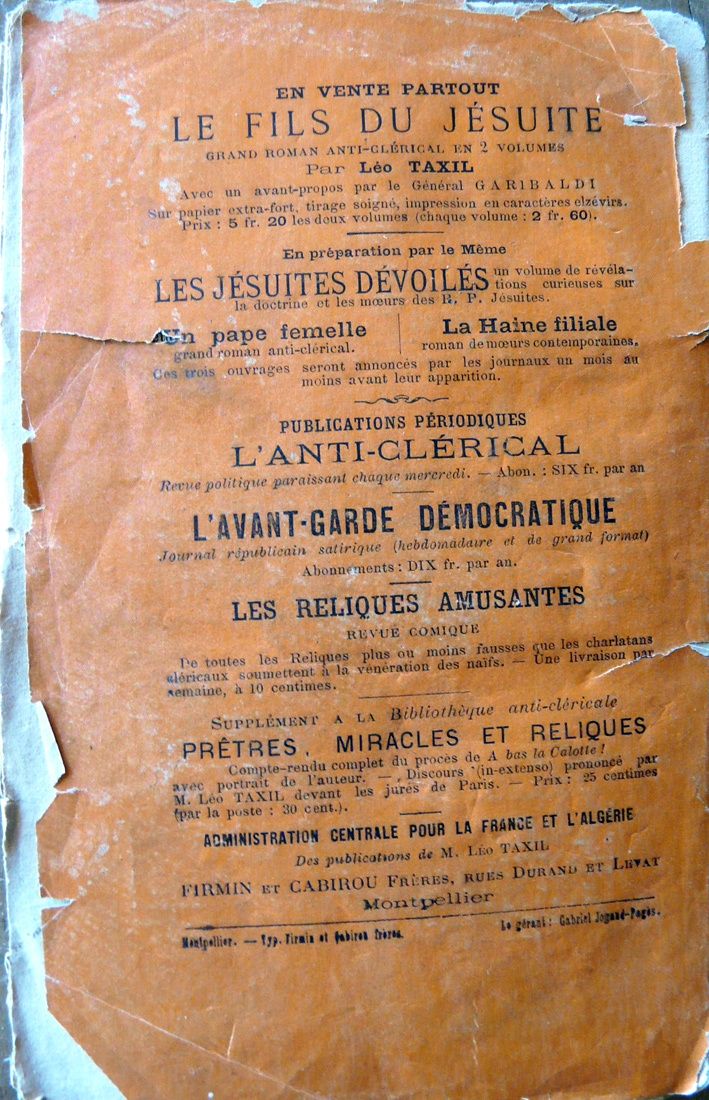 EN VENTE PARTOUT
LE FILS DU JÉSUITE
GRAND ROMAN ANTI-CLÉRICAL EN 2 VOLUMES
Par Léo TAXIL
Avec un avant-propos par le Général GARIBALDI
Sur papier extra-fort, tirage soigné, impression en caractères elzévirs.
Prix : 5 fr. 20 les deux volumes (chaque volume : 2 fr. 60).
En préparation par le Même
LES JÉSUITES DÉVOILÉS un volume de révéla-
tions curieuses sur
la doctrine et les mœurs des R. P. Jésuites.
Un pape femelle
grand roman anti-clérical.
La Haine filiale
roman de mœurs contemporaines.
Ces trois ouvrages seront annoncés par les journaux un mois au
moins avant leur apparition.
PUBLICATIONS PÉRIODIQUES
L'ANTI-CLÉRICAL
Revue politique paraissant chaque mercredi. — Abon. : SIX fr. par an
L'AVANT-GARDE DÉMOCRATIQUE
Journal républicain satirique (hebdomadaire et de grand format)
Abonnements : DIX fr. par an.
LES RELIQUES AMUSANTES
REVUE COMIQUE
De toutes les Reliques plus ou moins fausses que les charlatans
cléricaux soumettent à la vénération des naïfs. — Une livraison par
semaine, à 10 centimes.
SUPPLÉMENT A LA Bibliothèque anti-cléricale
PRÊTRES, MIRACLES ET RELIQUES
Compte-rendu complet du procès de A bas la Calotte !
avec portrait de l'auteur. — Discours (in-extenso) prononcé par
M. Léo TAXIL devant les jurés de Paris. — Prix : 25 centimes
(par la poste : 30 cent.).
ADMINISTRATION CENTRALE POUR LA FRANCE ET L'ALGÉRIE
Des publications de M. LÉO TAXIL
FIRMIN ET CABIROU FRÈRES, RUES DURAND ET LEVAT
Montpellier
Montpellier. — Typ. Firmin et Cabirou frères.
Le gérant : Gabriel Jogand-Pagès.